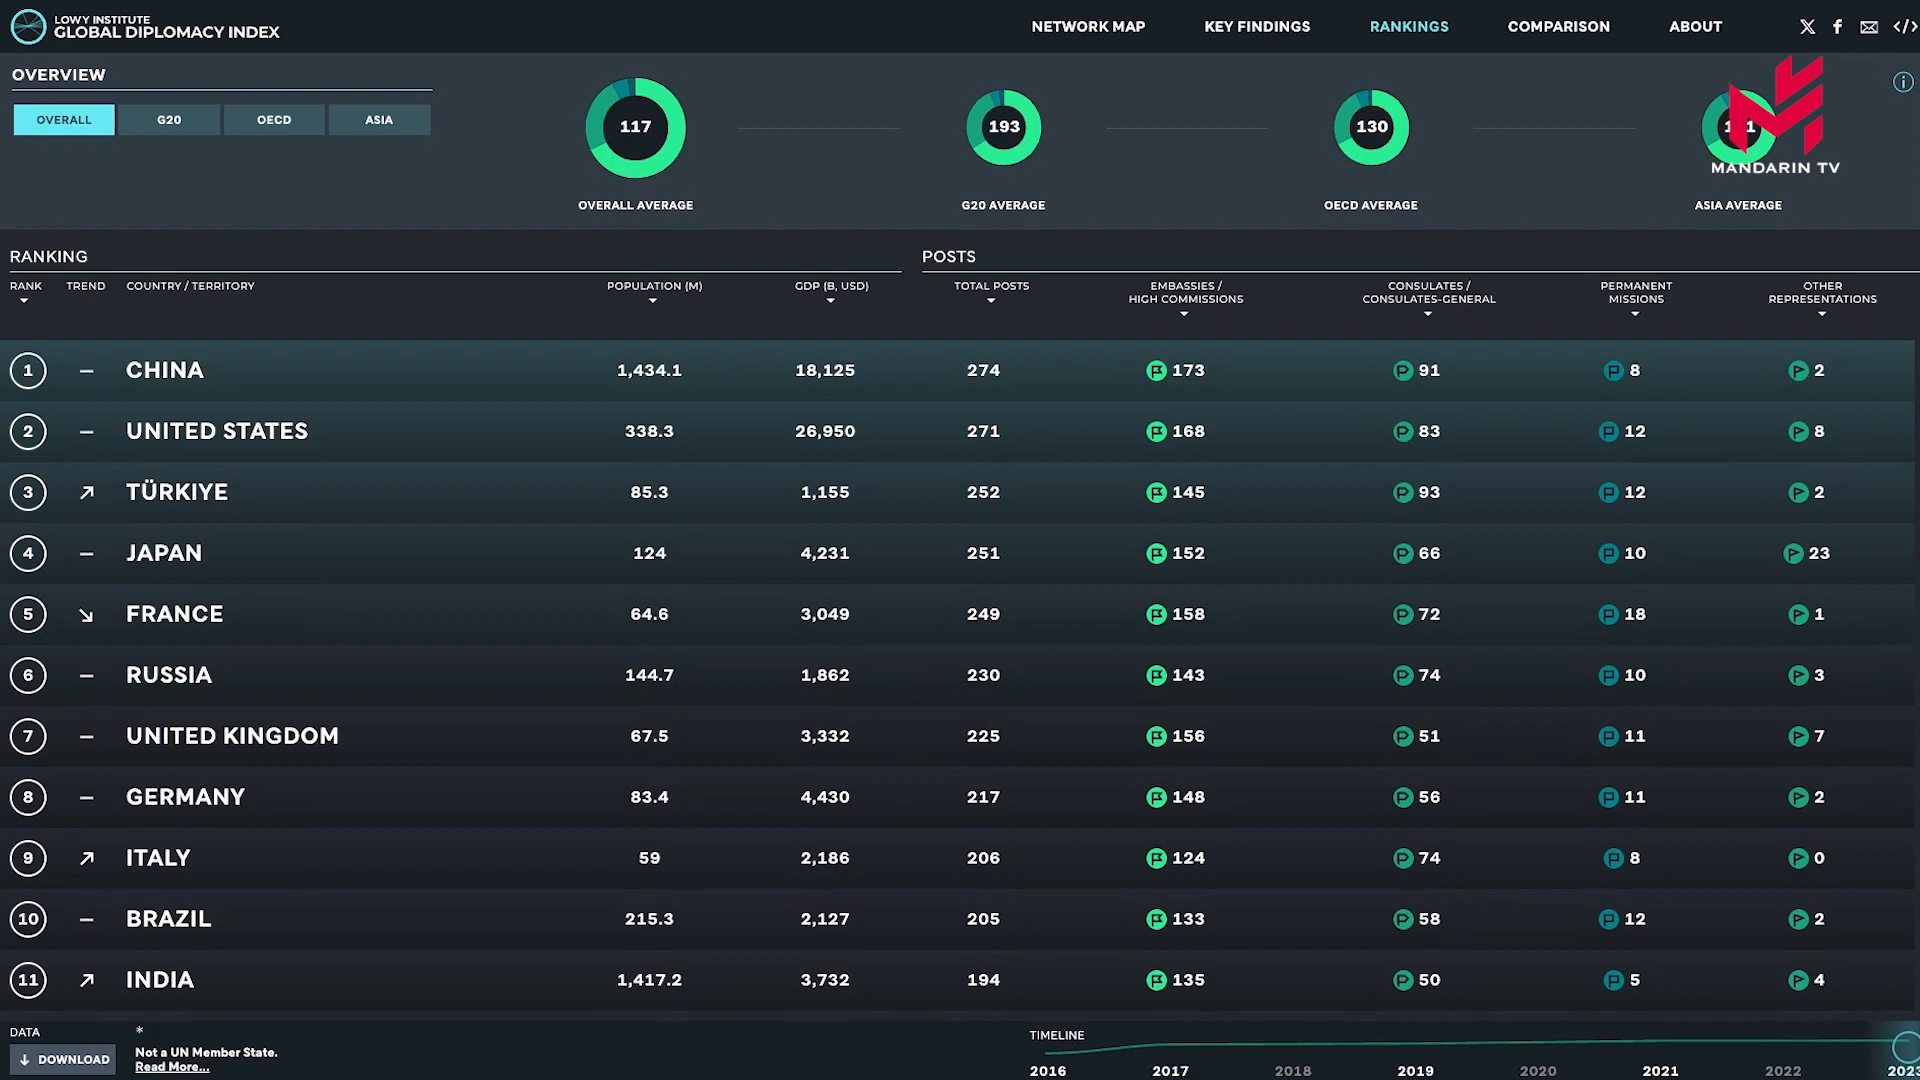 LOWY INSTITUTE
GLOBAL DIPLOMACY INDEX
NETWORK MAP KEY FINDINGS RANKINGS COMPARISON ABOUT
OVERVIEW
OVERALL G20 OECD ASIA
117 193 130
MANDARIN TV
OVERALL AVERAGE G20 AVERAGE OECD AVERAGE ASIA AVERAGE
RANKING POSTS
RANK TREND COUNTRY / TERRITORY POPULATION (M) GDP (B, USD) TOTAL POSTS EMBASSIES / HIGH COMMISSIONS CONSULATES / CONSULATES-GENERAL PERMANENT MISSIONS OTHER REPRESENTATIONS
1 – CHINA 1,434.1 18,125 274 173 91 8 2
2 – UNITED STATES 338.3 26,950 271 168 83 12 8
3 TÜRKIYE 85.3 1,155 252 145 93 12 2
4 – JAPAN 124 4,231 251 152 66 10 23
5 FRANCE 64.6 3,049 249 158 72 18 1
6 – RUSSIA 144.7 1,862 230 143 74 10 3
7 – UNITED KINGDOM 67.5 3,332 225 156 51 11 7
8 – GERMANY 83.4 4,430 217 148 56 11 2
9 ITALY 59 2,186 206 124 74 8 0
10 – BRAZIL 215.3 2,127 205 133 58 12 2
11 INDIA 1,417.2 3,732 194 135 50 5 4
DATA
DOWNLOAD
*
Not a UN Member State.
Read More...
TIMELINE
2016 2017 2018 2019 2020 2021 2022 2023